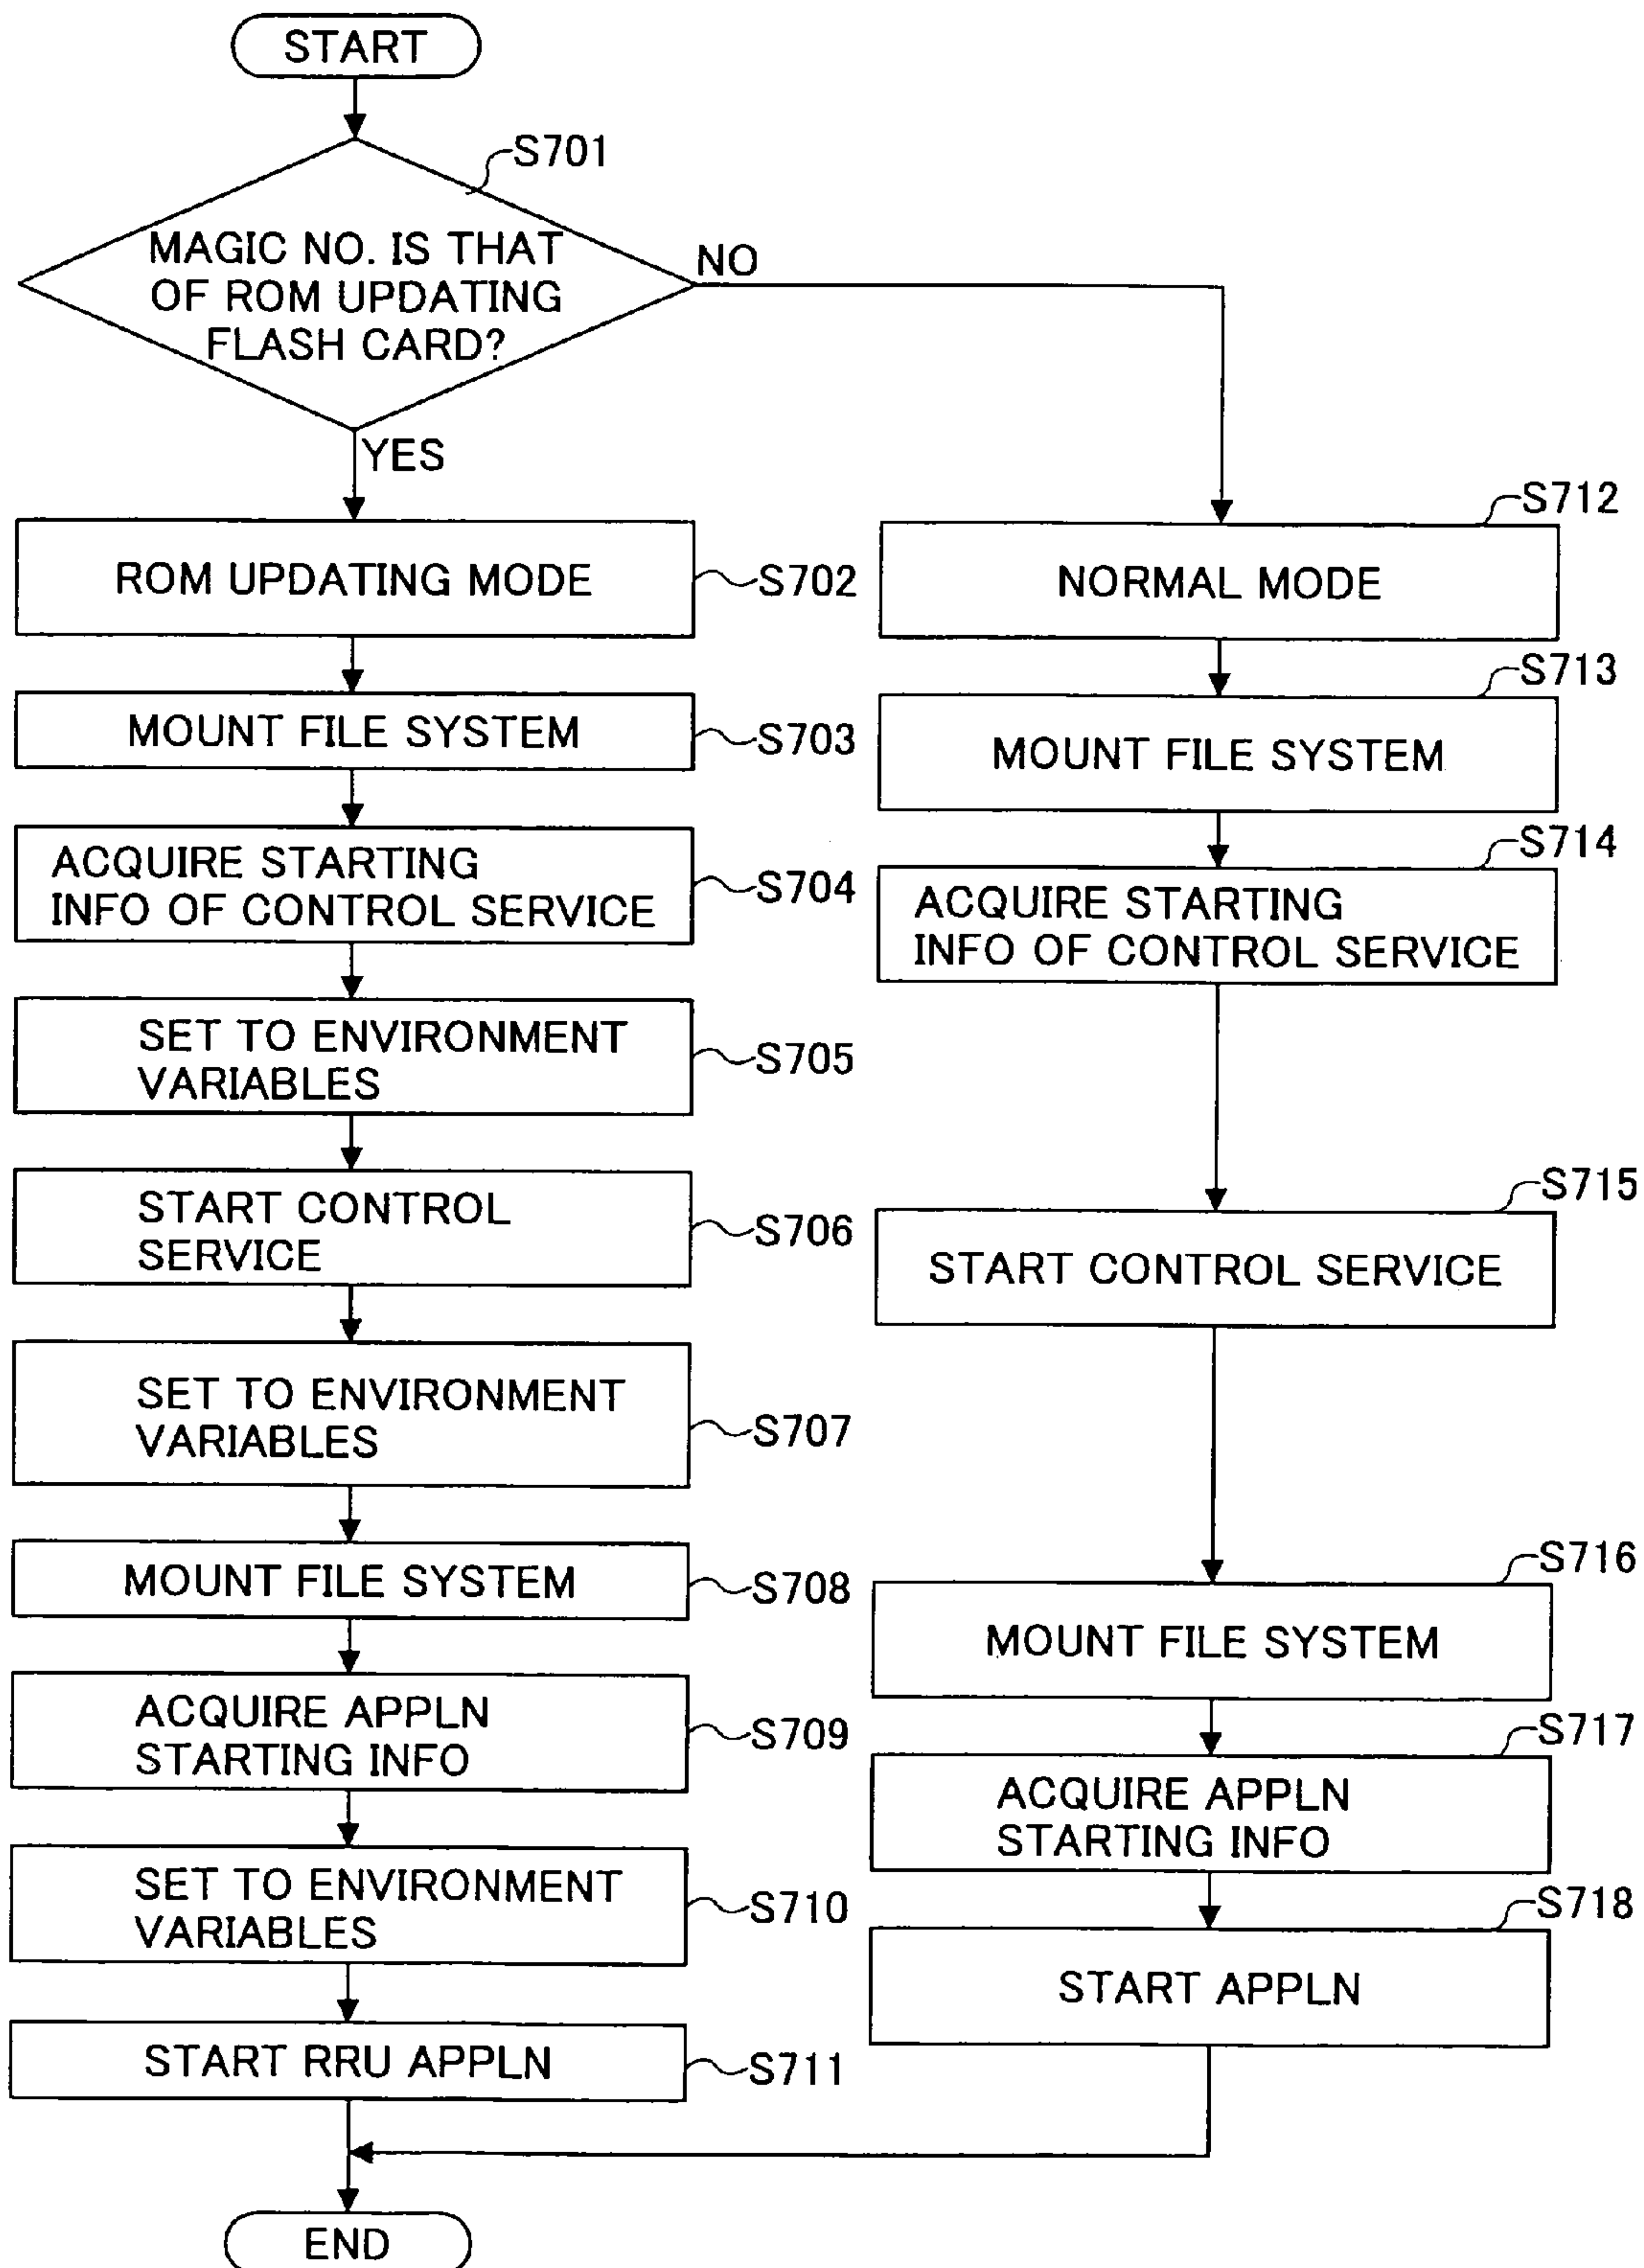 START
S701
MAGIC NO. IS THAT
OF ROM UPDATING
FLASH CARD?
NO
YES
ROM UPDATING MODE
S702
MOUNT FILE SYSTEM
S703
ACQUIRE STARTING
INFO OF CONTROL SERVICE
S704
SET TO ENVIRONMENT
VARIABLES
S705
START CONTROL
SERVICE
S706
SET TO ENVIRONMENT
VARIABLES
S707
MOUNT FILE SYSTEM
S708
ACQUIRE APPLN
STARTING INFO
S709
SET TO ENVIRONMENT
VARIABLES
S710
START RRU APPLN
S711
S712
NORMAL MODE
S713
MOUNT FILE SYSTEM
S714
ACQUIRE STARTING
INFO OF CONTROL SERVICE
S715
START CONTROL SERVICE
S716
MOUNT FILE SYSTEM
S717
ACQUIRE APPLN
STARTING INFO
S718
START APPLN
END